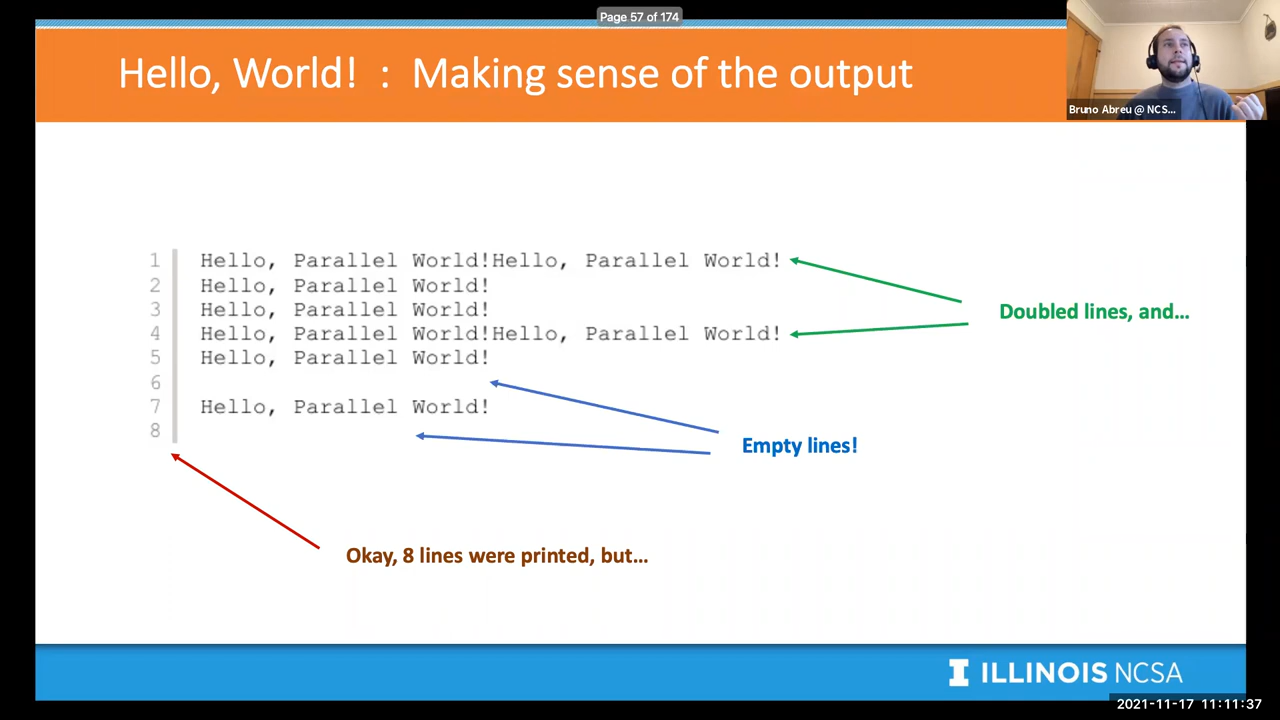 Page 57 of 174
Hello, World! : Making sense of the output
Bruno Abreu @ NCS...
1 Hello, Parallel World!Hello, Parallel World!
2 Hello, Parallel World!
3 Hello, Parallel World!
4 Hello, Parallel World!Hello, Parallel World!
5 Hello, Parallel World!
6
7 Hello, Parallel World!
8
Doubled lines, and...
Empty lines!
Okay, 8 lines were printed, but...
I ILLINOIS NCSA
2021-11-17 11:11:37